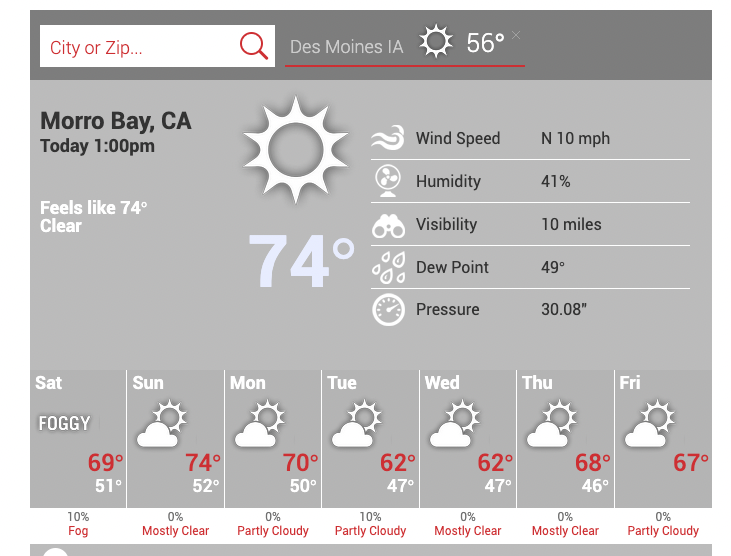 City or Zip...
Des Moines IA 56°
Morro Bay, CA
Today 1:00pm
Feels like 74°
Clear
74°
Wind Speed N 10 mph
Humidity 41%
Visibility 10 miles
Dew Point 49°
Pressure 30.08"
Sat Sun Mon Tue Wed Thu Fri
FOGGY
69° 74° 70° 62° 62° 68° 67°
51° 52° 50° 47° 47° 46°
10% 0% 0% 10% 0% 0% 0%
Fog Mostly Clear Partly Cloudy Partly Cloudy Mostly Clear Mostly Clear Partly Cloudy